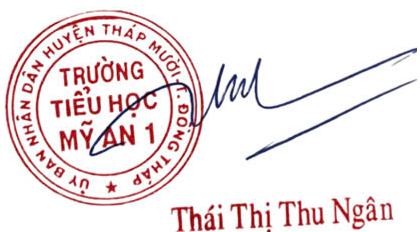 ỦY BAN NHÂN DÂN HUYỆN THÁP MƯỜI-T. ĐỒNG THÁP
TRƯỜNG
TIỂU HỌC
MỸ AN 1
Thái Thị Thu Ngân